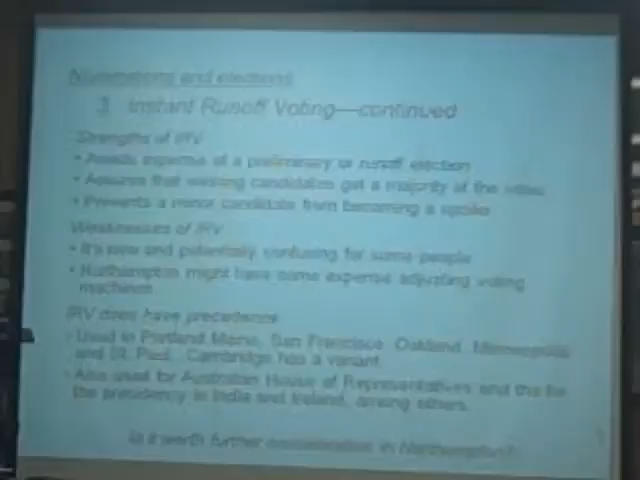 Nominations and elections
3. Instant Runoff Voting—continued
Strengths of IRV
• Avoids expense of a preliminary or runoff election
• Assures that winning candidates get a majority of the votes
• Prevents a minor candidate from becoming a spoiler
Weaknesses of IRV
• It's new and potentially confusing for some people
• Northampton might have some expense adjusting voting
machines
IRV does have precedents
Used in Portland Maine, San Francisco, Oakland, Minneapolis
and St. Paul. Cambridge has a variant.
Also used for Australian House of Representatives and for
the presidency in India and Ireland, among others.
Is it worth further consideration in Northampton?